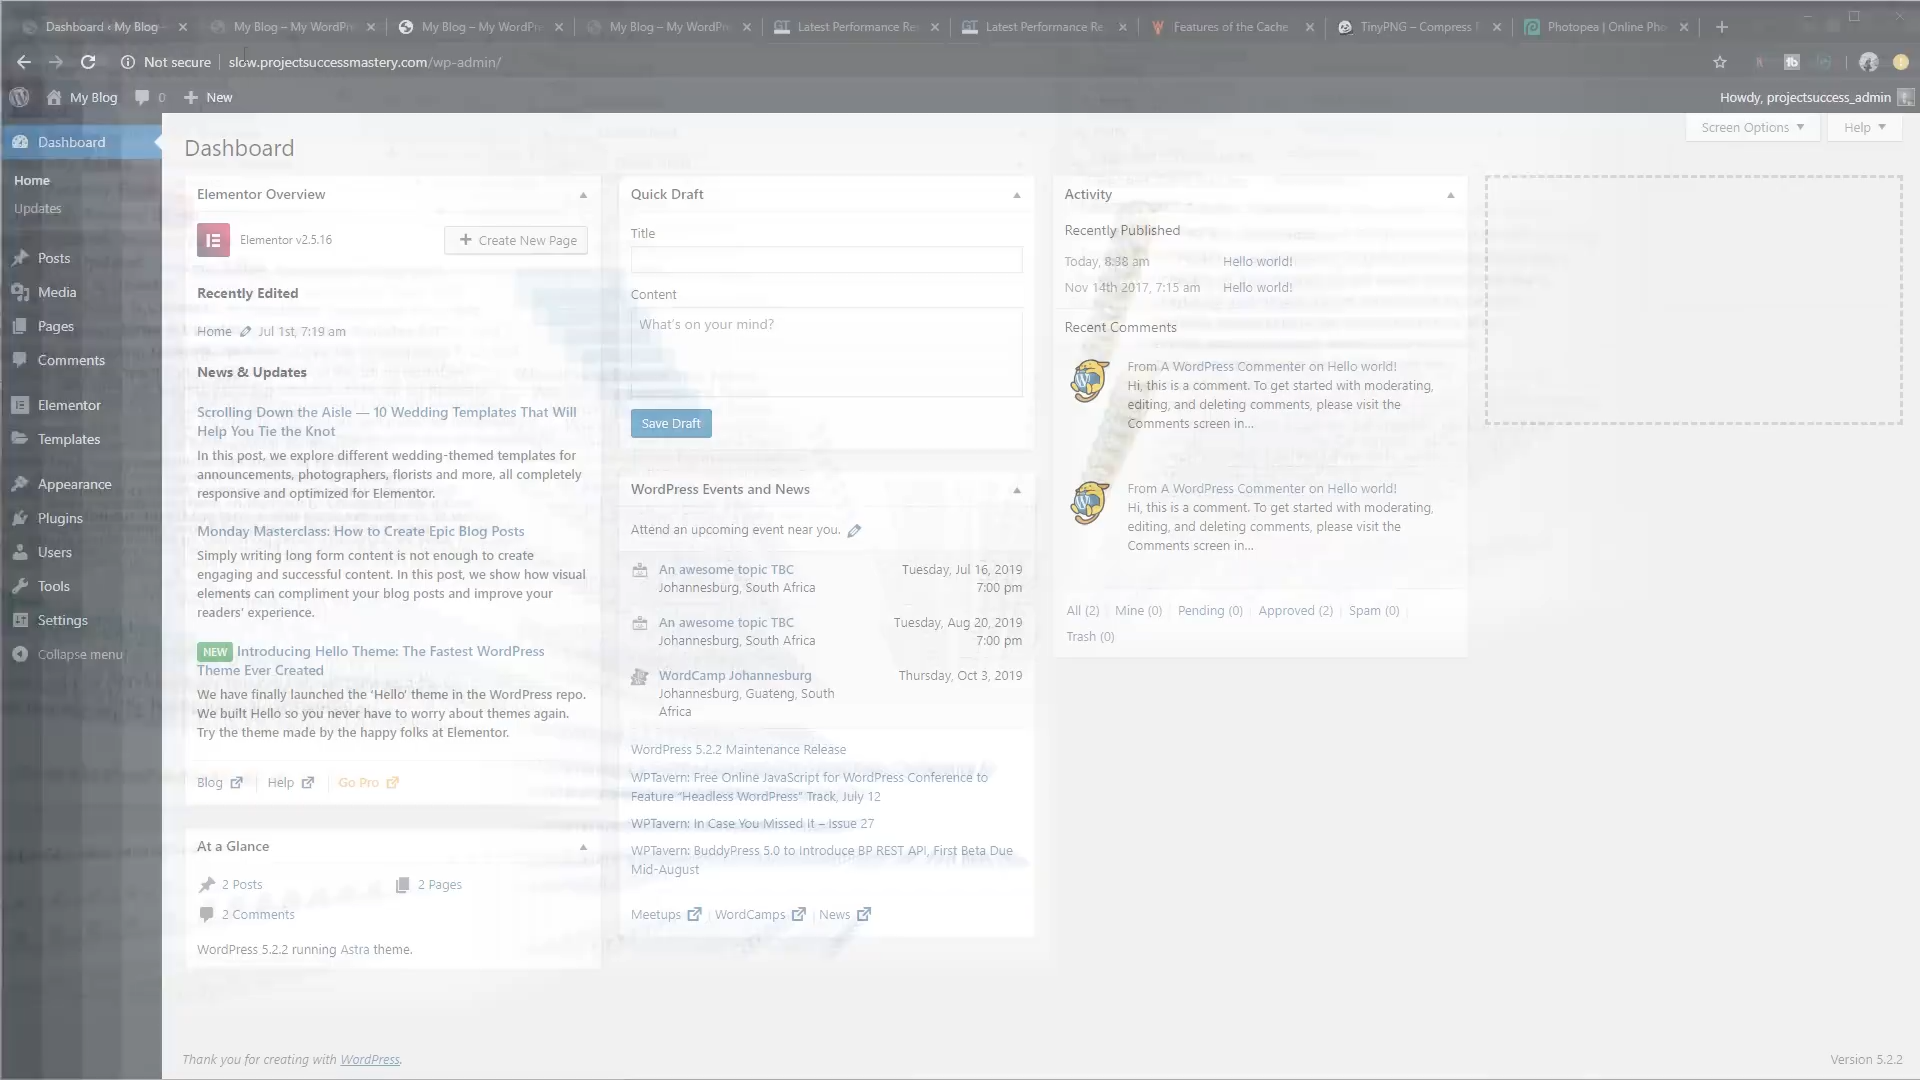 Dashboard ‹ My Blog
My Blog – My WordPr
My Blog – My WordPr
My Blog – My WordPr
Latest Performance Re
Latest Performance Re
Features of the Cache
TinyPNG – Compress
Photopea | Online Pho
Not secure
slow.projectsuccessmastery.com/wp-admin/
My Blog
0
New
Howdy, projectsuccess_admin
Dashboard
Home
Updates
Posts
Media
Pages
Comments
Elementor
Templates
Appearance
Plugins
Users
Tools
Settings
Collapse menu
Dashboard
Screen Options
Help
Elementor Overview
Elementor v2.5.16
Create New Page
Recently Edited
Home Jul 1st, 7:19 am
News & Updates
Scrolling Down the Aisle — 10 Wedding Templates That Will
Help You Tie the Knot
In this post, we explore different wedding-themed templates for
announcements, photographers, florists and more, all completely
responsive and optimized for Elementor.
Monday Masterclass: How to Create Epic Blog Posts
Simply writing long form content is not enough to create
engaging and successful content. In this post, we show how visual
elements can compliment your blog posts and improve your
readers' experience.
NEW Introducing Hello Theme: The Fastest WordPress
Theme Ever Created
We have finally launched the 'Hello' theme in the WordPress repo.
We built Hello so you never have to worry about themes again.
Try the theme made by the happy folks at Elementor.
Blog
Help
Go Pro
At a Glance
2 Posts
2 Pages
2 Comments
WordPress 5.2.2 running Astra theme.
Quick Draft
Title
Content
What's on your mind?
Save Draft
WordPress Events and News
Attend an upcoming event near you.
An awesome topic TBC
Johannesburg, South Africa
Tuesday, Jul 16, 2019
7:00 pm
An awesome topic TBC
Johannesburg, South Africa
Tuesday, Aug 20, 2019
7:00 pm
WordCamp Johannesburg
Johannesburg, Guateng, South
Africa
Thursday, Oct 3, 2019
WordPress 5.2.2 Maintenance Release
WPTavern: Free Online JavaScript for WordPress Conference to
Feature “Headless WordPress” Track, July 12
WPTavern: In Case You Missed It – Issue 27
WPTavern: BuddyPress 5.0 to Introduce BP REST API, First Beta Due
Mid-August
Meetups | WordCamps | News
Activity
Recently Published
Today, 8:38 am Hello world!
Nov 14th 2017, 7:15 am Hello world!
Recent Comments
From A WordPress Commenter on Hello world!
Hi, this is a comment. To get started with moderating,
editing, and deleting comments, please visit the
Comments screen in...
From A WordPress Commenter on Hello world!
Hi, this is a comment. To get started with moderating,
editing, and deleting comments, please visit the
Comments screen in...
All (2) | Mine (0) | Pending (0) | Approved (2) | Spam (0) |
Trash (0)
Thank you for creating with WordPress.
Version 5.2.2